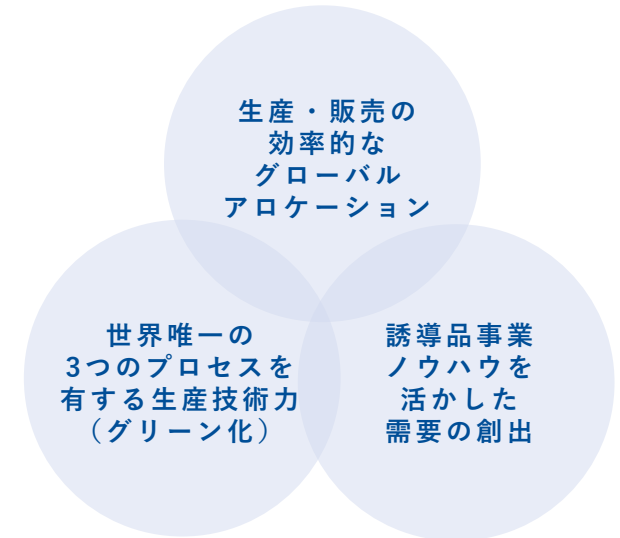 生産・販売の
効率的な
グローバル
アロケーション
世界唯一の
3つのプロセスを
有する生産技術力
（グリーン化）
誘導品事業
ノウハウを
活かした
需要の創出